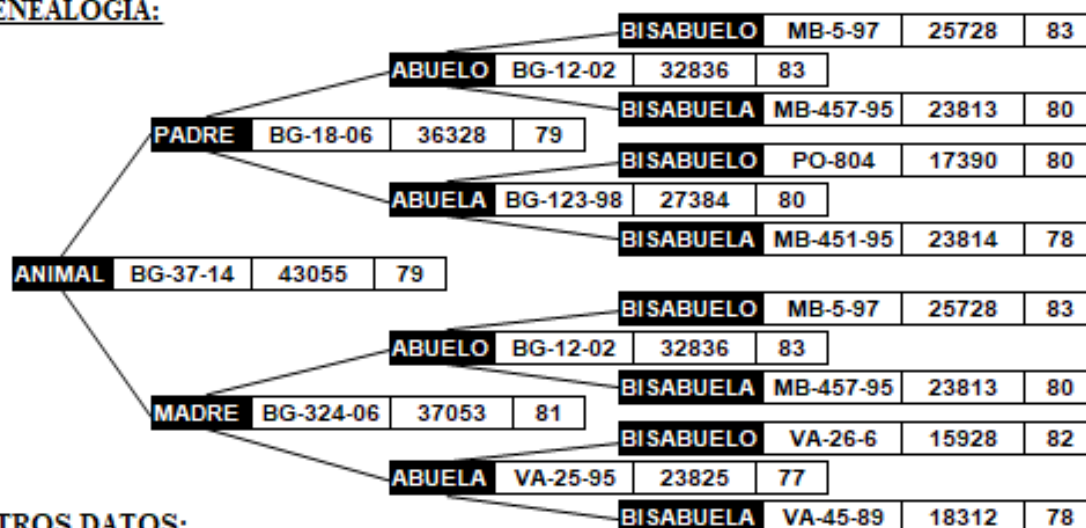 ENEALOGIA:
BISABUELO MB-5-97 25728 83
ABUELO BG-12-02 32836 83
BISABUELA MB-457-95 23813 80
PADRE BG-18-06 36328 79
BISABUELO PO-804 17390 80
ABUELA BG-123-98 27384 80
BISABUELA MB-451-95 23814 78
ANIMAL BG-37-14 43055 79
BISABUELO MB-5-97 25728 83
ABUELO BG-12-02 32836 83
BISABUELA MB-457-95 23813 80
MADRE BG-324-06 37053 81
BISABUELO VA-26-6 15928 82
ABUELA VA-25-95 23825 77
BISABUELA VA-45-89 18312 78
TROS DATOS: